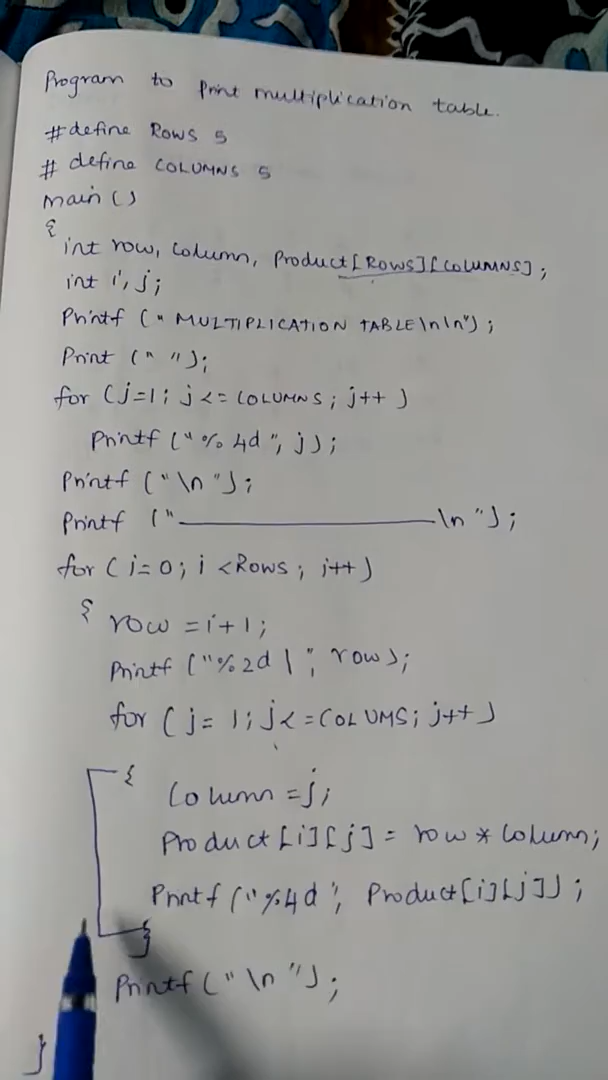 Program to Print multiplication table.
#define ROWS 5
# define COLUMNS 5
main ()
{
int row, column, Product[ROWS][COLUMNS];
int i, j;
Printf (" MULTIPLICATION TABLE\n\n");
Print (" ");
for (j=1; j<=COLUMNS; j++)
Printf ("%4d", j);
Printf ("\n");
Printf ("____________________\n");
for (i=0; i<Rows; i++)
{ row = i+1;
Printf ("%2d |", row);
for (j=1; j<=COLUMS; j++)
{
Column =j;
Product[i][j] = row * Column;
Printf ("%4d", Product[i][j]);
}
Printf ("\n");
}